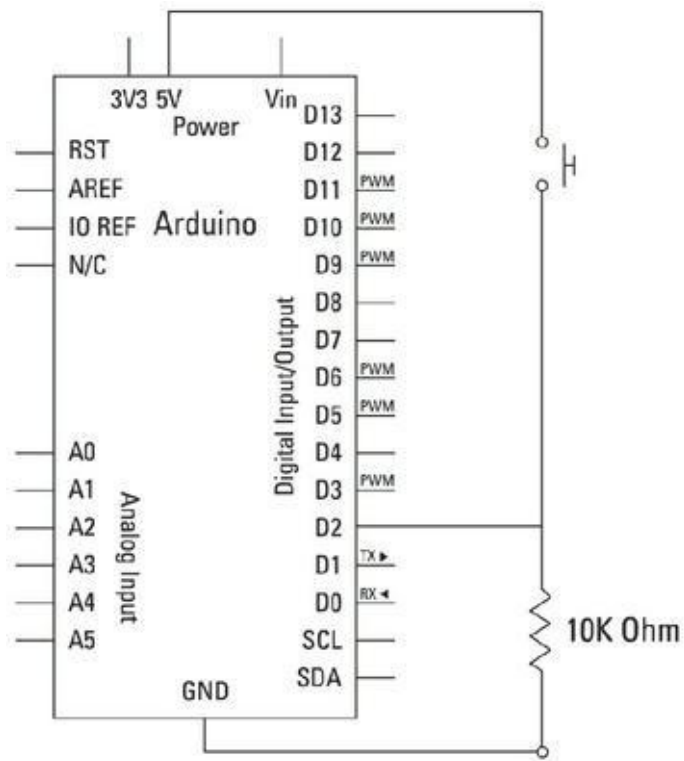 3V3 5V Vin
Power
Arduino
RST
AREF
IO REF
N/C
A0
A1
A2
A3
A4
A5
Analog Input
GND
Digital Input/Output
D13
D12
D11 PWM
D10 PWM
D9 PWM
D8
D7
D6 PWM
D5 PWM
D4
D3 PWM
D2
D1 TX ▶
D0 RX ◀
SCL
SDA
10K Ohm